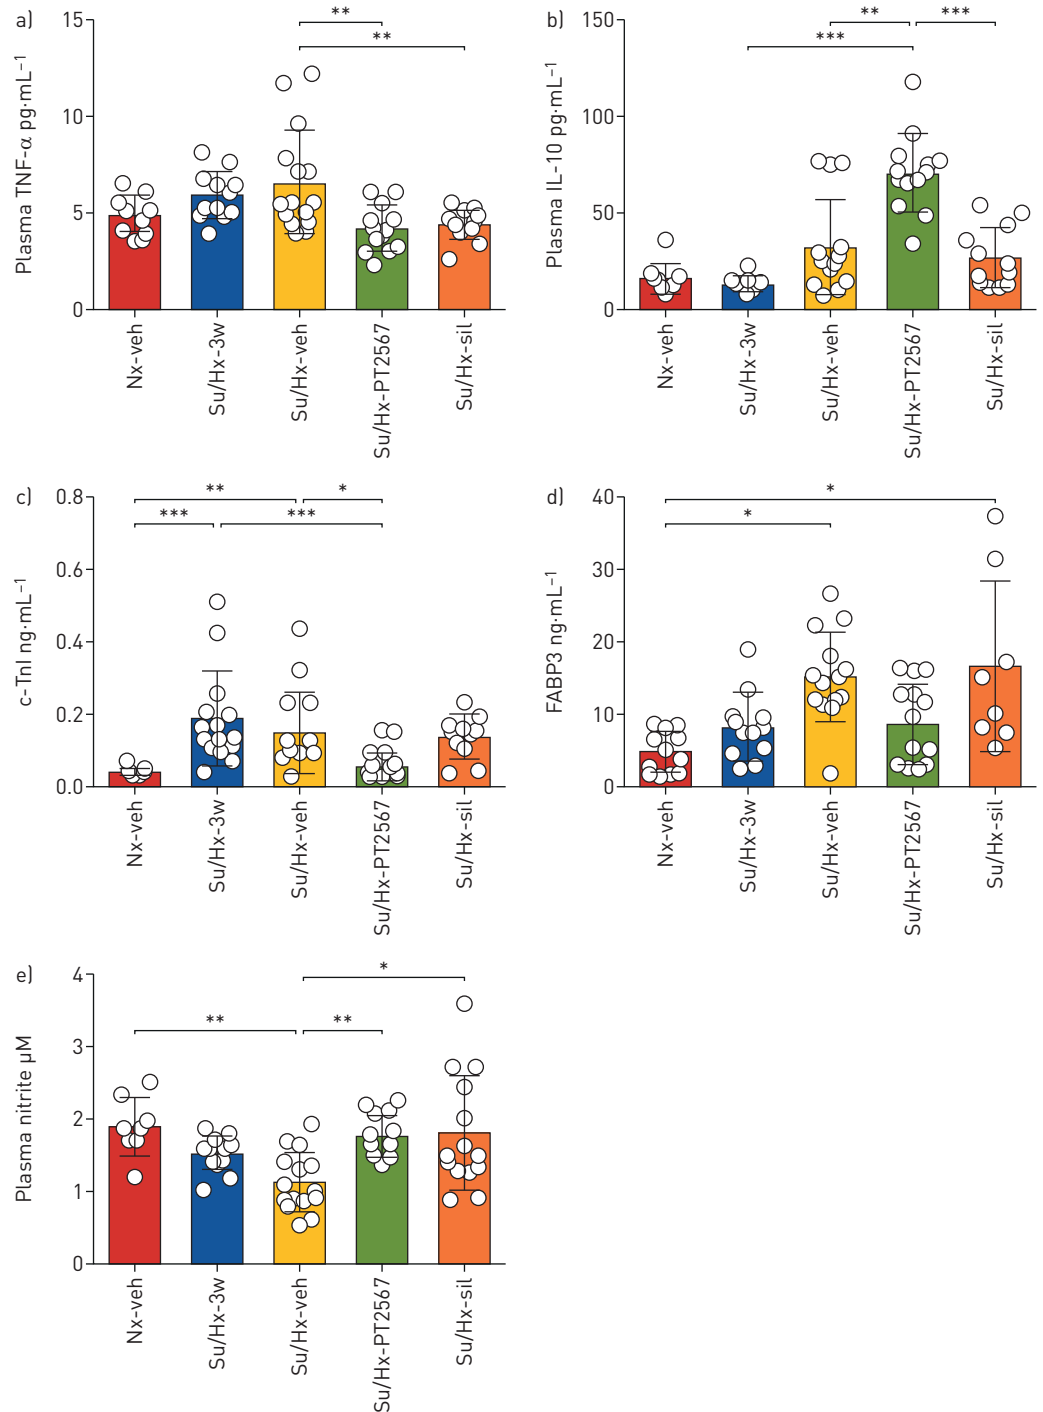 a)
Plasma TNF-α pg·mL⁻¹
15
10
5
0
**
**
Nx-veh
Su/Hx-3w
Su/Hx-veh
Su/Hx-PT2567
Su/Hx-sil
b)
Plasma IL-10 pg·mL⁻¹
150
100
50
0
** ***
***
Nx-veh
Su/Hx-3w
Su/Hx-veh
Su/Hx-PT2567
Su/Hx-sil
c)
c-TnI ng·mL⁻¹
0.8
0.6
0.4
0.2
0.0
** *
*** ***
Nx-veh
Su/Hx-3w
Su/Hx-veh
Su/Hx-PT2567
Su/Hx-sil
d)
FABP3 ng·mL⁻¹
40
30
20
10
0
*
*
Nx-veh
Su/Hx-3w
Su/Hx-veh
Su/Hx-PT2567
Su/Hx-sil
e)
Plasma nitrite µM
4
3
2
1
0
*
** **
Nx-veh
Su/Hx-3w
Su/Hx-veh
Su/Hx-PT2567
Su/Hx-sil